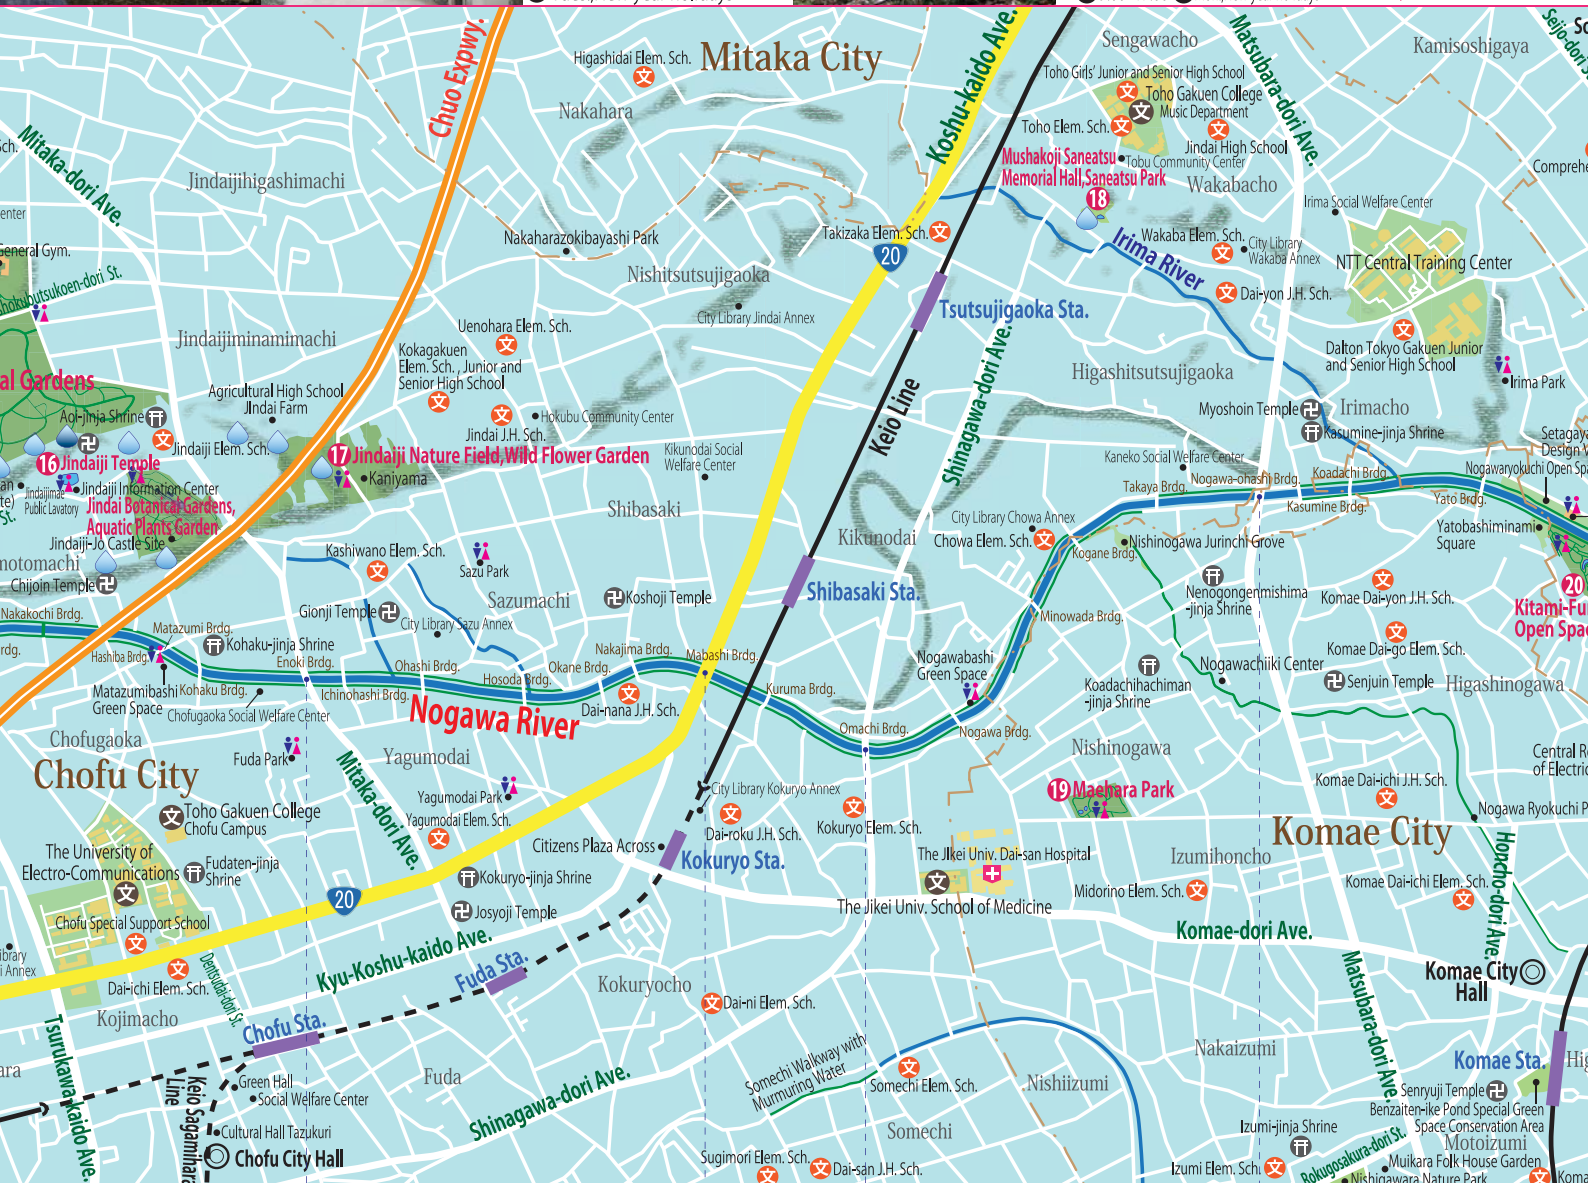 Higashidai Elem. Sch.
Mitaka City
Nakahara
Chuo Expwy.
Koshu-kaido Ave.
Sengawacho
Matsubara-dori Ave.
Kamisoshigaya
Toho Girls' Junior and Senior High School
Toho Gakuen College
Music Department
Toho Elem. Sch.
Jindai High School
Mushakoji Saneatsu
Memorial Hall,Saneatsu Park
18
Tobu Community Center
Wakabacho
Mitaka-dori Ave.
Jindaijihigashimachi
Irima Social Welfare Center
General Gym.
Nakaharazokibayashi Park
Takizaka Elem. Sch.
20
Irima River
Wakaba Elem. Sch.
City Library
Wakaba Annex
NTT Central Training Center
Nishitsutsujigaoka
Dai-yon J.H. Sch.
City Library Jindai Annex
Tsutsujigaoka Sta.
Jindaijiminamimachi
Uenohara Elem. Sch.
Kokagakuen
Elem. Sch., Junior and
Senior High School
Shinagawa-dori Ave.
Dalton Tokyo Gakuen Junior
and Senior High School
Irima Park
Higashitsutsujigaoka
al Gardens
Agricultural High School
JIndai Farm
Aoi-jinja Shrine
Jindaiji Elem. Sch.
Jindai J.H. Sch.
Hokubu Community Center
Keio Line
Myoshoin Temple
Irimacho
Kasumine-jinja Shrine
16
Jindaiji Temple
17
Jindaiji Nature Field,Wild Flower Garden
Kikunodai Social
Welfare Center
Kaniyama
Kaneko Social Welfare Center
Takaya Brdg.
Nogawa-ohashi Brdg.
Koadachi Brdg.
Kasumine Brdg.
Yato Brdg.
Jindaijimae
Public Lavatory
Jindaiji Information Center
Jindai Botanical Gardens,
Aquatic Plants Garden
Jindaiji-Jo Castle Site
Shibasaki
Kikunodai
City Library Chowa Annex
Chowa Elem. Sch.
Kogane Brdg.
Nishinogawa Jurinchi Grove
Yatobashiminami
Square
Chijoin Temple
Kashiwano Elem. Sch.
Sazu Park
Sazumachi
Koshoji Temple
Shibasaki Sta.
Nenogongenmishima
-jinja Shrine
Komae Dai-yon J.H. Sch.
20
Nakakochi Brdg.
Matazumi Brdg.
Hashiba Brdg.
Kohaku-jinja Shrine
Gionji Temple
City Library Sazu Annex
Minowada Brdg.
Komae Dai-go Elem. Sch.
Enoki Brdg.
Ohashi Brdg.
Hosoda Brdg.
Okane Brdg.
Nakajima Brdg.
Mabashi Brdg.
Nogawabashi
Green Space
Nogawachiiki Center
Senjuin Temple
Higashinogawa
Matazumibashi
Green Space
Kohaku Brdg.
Chofugaoka Social Welfare Center
Ichinohashi Brdg.
Nogawa River
Dai-nana J.H. Sch.
Kuruma Brdg.
Omachi Brdg.
Nogawa Brdg.
Koadachihachiman
-jinja Shrine
Nishinogawa
Chofugaoka
Chofu City
Fuda Park
Mitaka-dori Ave.
Yagumodai
Yagumodai Park
Yagumodai Elem. Sch.
City Library Kokuryo Annex
Dai-roku J.H. Sch.
Kokuryo Elem. Sch.
19
Maehara Park
Komae Dai-ichi J.H. Sch.
Komae City
Toho Gakuen College
Chofu Campus
The University of
Electro-Communications
Fudaten-jinja
Shrine
Citizens Plaza Across
Kokuryo Sta.
The JIkei Univ. Dai-san Hospital
Izumihoncho
Honcho-dori Ave.
20
Kokuryo-jinja Shrine
Josyoji Temple
The Jikei Univ. School of Medicine
Midorino Elem. Sch.
Komae Dai-ichi Elem. Sch.
Chofu Special Support School
Dai-ichi Elem. Sch.
Dentsudai-dori St.
Kyu-Koshu-kaido Ave.
Fuda Sta.
Komae-dori Ave.
Matsubara-dori Ave.
Komae City
Hall
Kojimacho
Kokuryocho
Dai-ni Elem. Sch.
Tsurukawa-kaido Ave.
Chofu Sta.
Nakaizumi
Komae Sta.
Keio Sagamihara
Line
Green Hall
Social Welfare Center
Fuda
Shinagawa-dori Ave.
Somechi Walkway with
Murmuring Water
Somechi Elem. Sch.
Nishiizumi
Senryuji Temple
Benzaiten-ike Pond Special Green
Space Conservation Area
Cultural Hall Tazukuri
Chofu City Hall
Somechi
Izumi-jinja Shrine
Motoizumi
Sugimori Elem. Sch.
Dai-san J.H. Sch.
Izumi Elem. Sch.
Rokugosakura-dori St.
Muikara Folk House Garden
Nishigawara Nature Park